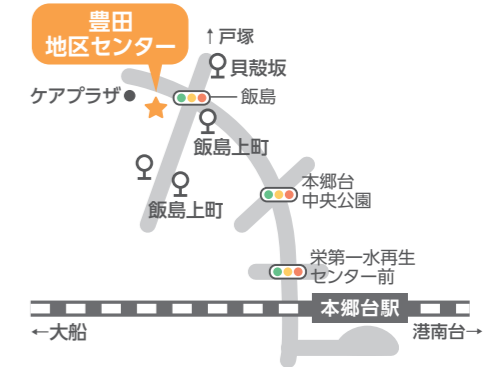 豊田
地区センター
↑戸塚
貝殻坂
ケアプラザ
飯島
飯島上町
飯島上町
本郷台
中央公園
栄第一水再生
センター前
本郷台駅
←大船
港南台→